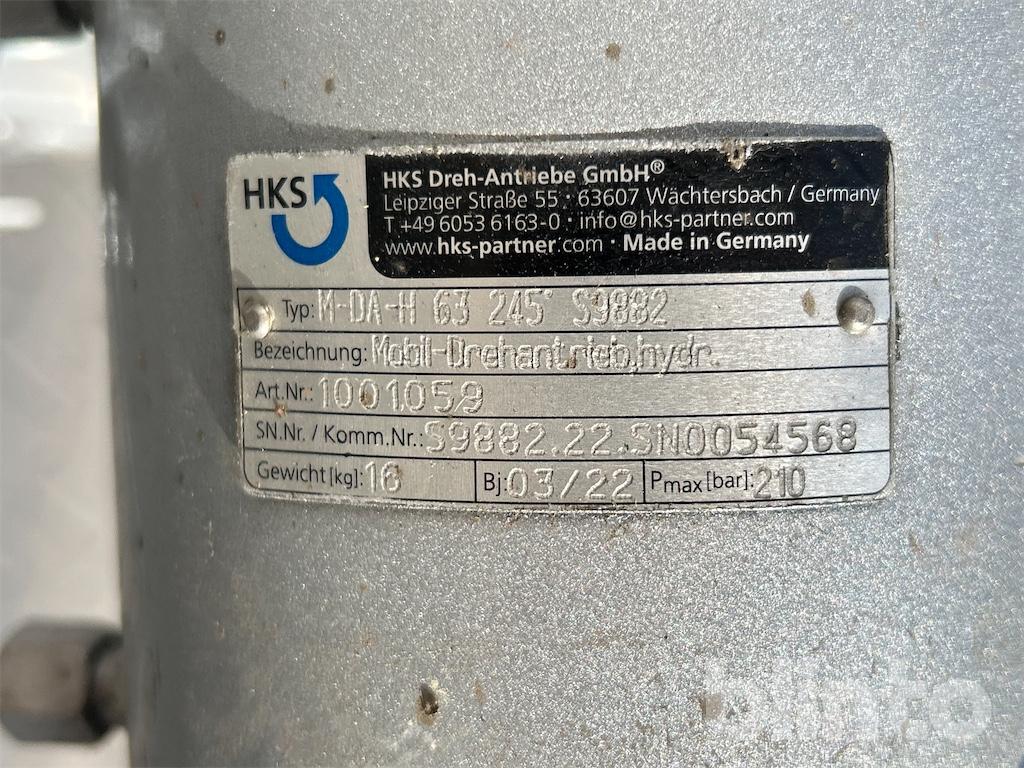 HKS
HKS Dreh-Antriebe GmbH®
Leipziger Straße 55 · 63607 Wächtersbach / Germany
T +49 6053 6163-0 · info@hks-partner.com
www.hks-partner.com · Made in Germany
Typ: M-DA-H 63 245° S9882
Bezeichnung: Mobil-Drehantrieb,hydr.
Art.Nr.: 1001059
SN.Nr. / Komm.Nr.: S9882.22.SN0054568
Gewicht [kg]: 16 Bj: 03/22 Pmax [bar]: 210
blinto